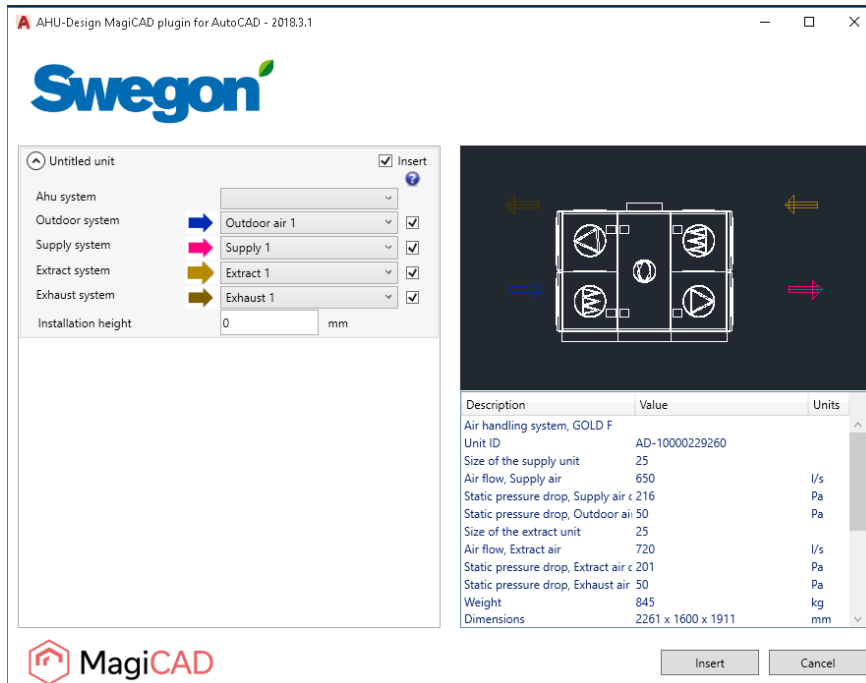 AHU-Design MagiCAD plugin for AutoCAD - 2018.3.1
Swegon
Untitled unit
Insert
Ahu system
Outdoor system
Outdoor air 1
Supply system
Supply 1
Extract system
Extract 1
Exhaust system
Exhaust 1
Installation height
0
mm
Description Value Units
Air handling system, GOLD F
Unit ID AD-10000229260
Size of the supply unit 25
Air flow, Supply air 650 l/s
Static pressure drop, Supply air c 216 Pa
Static pressure drop, Outdoor ai 50 Pa
Size of the extract unit 25
Air flow, Extract air 720 l/s
Static pressure drop, Extract air c 201 Pa
Static pressure drop, Exhaust air 50 Pa
Weight 845 kg
Dimensions 2261 x 1600 x 1911 mm
MagiCAD
Insert
Cancel